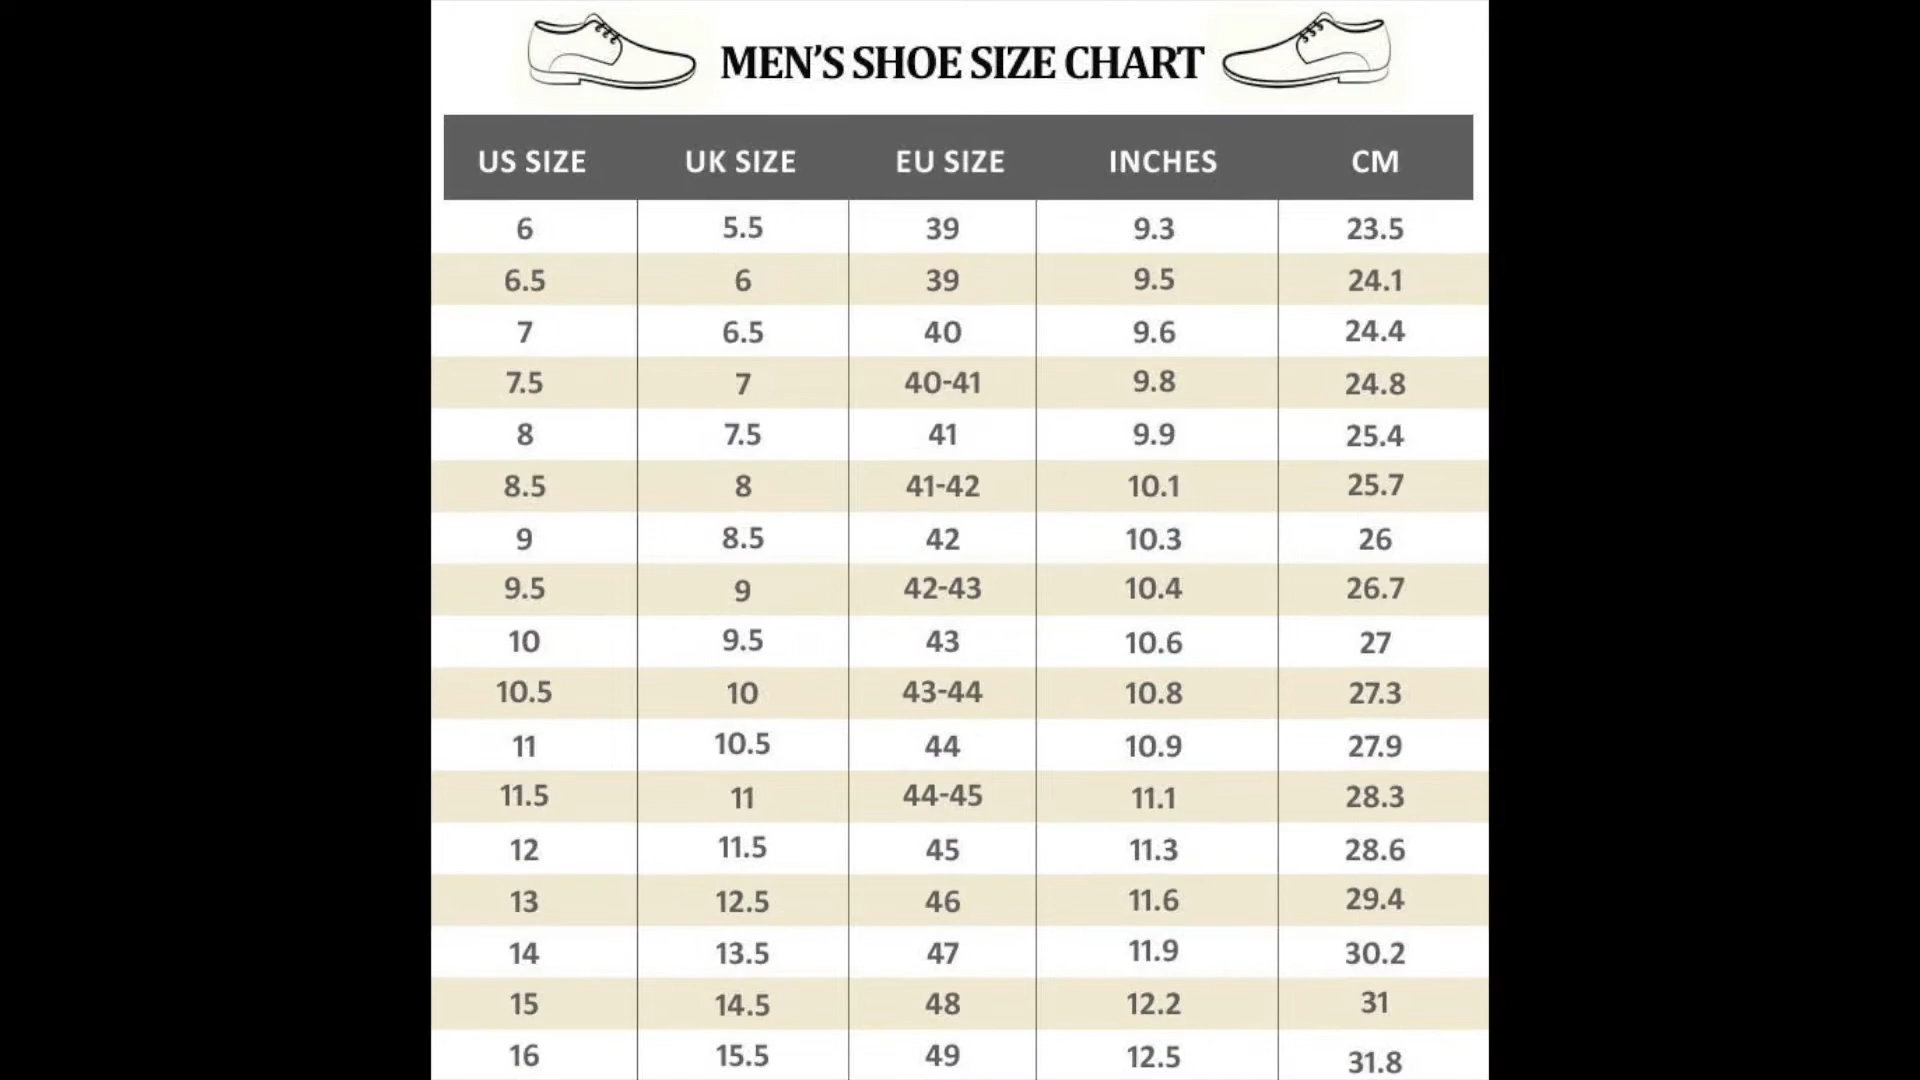 MEN'S SHOE SIZE CHART
US SIZE UK SIZE EU SIZE INCHES CM
6 5.5 39 9.3 23.5
6.5 6 39 9.5 24.1
7 6.5 40 9.6 24.4
7.5 7 40-41 9.8 24.8
8 7.5 41 9.9 25.4
8.5 8 41-42 10.1 25.7
9 8.5 42 10.3 26
9.5 9 42-43 10.4 26.7
10 9.5 43 10.6 27
10.5 10 43-44 10.8 27.3
11 10.5 44 10.9 27.9
11.5 11 44-45 11.1 28.3
12 11.5 45 11.3 28.6
13 12.5 46 11.6 29.4
14 13.5 47 11.9 30.2
15 14.5 48 12.2 31
16 15.5 49 12.5 31.8